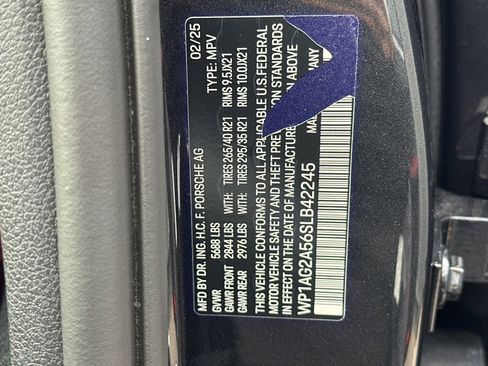 MFD BY DR. ING. H.C. F. PORSCHE AG 02/25
GVWR 5688 LBS TYPE: MPV
GAWR FRONT 2844 LBS WITH: TIRES 265/40 R21 RIMS 9.5JX21
GAWR REAR 2976 LBS WITH: TIRES 295/35 R21 RIMS 10.0JX21
THIS VEHICLE CONFORMS TO ALL APPLICABLE U.S. FEDERAL
MOTOR VEHICLE SAFETY AND THEFT PREVENTION STANDARDS
IN EFFECT ON THE DATE OF MANUFACTURE SHOWN ABOVE
WP1AG2A56SLB42245